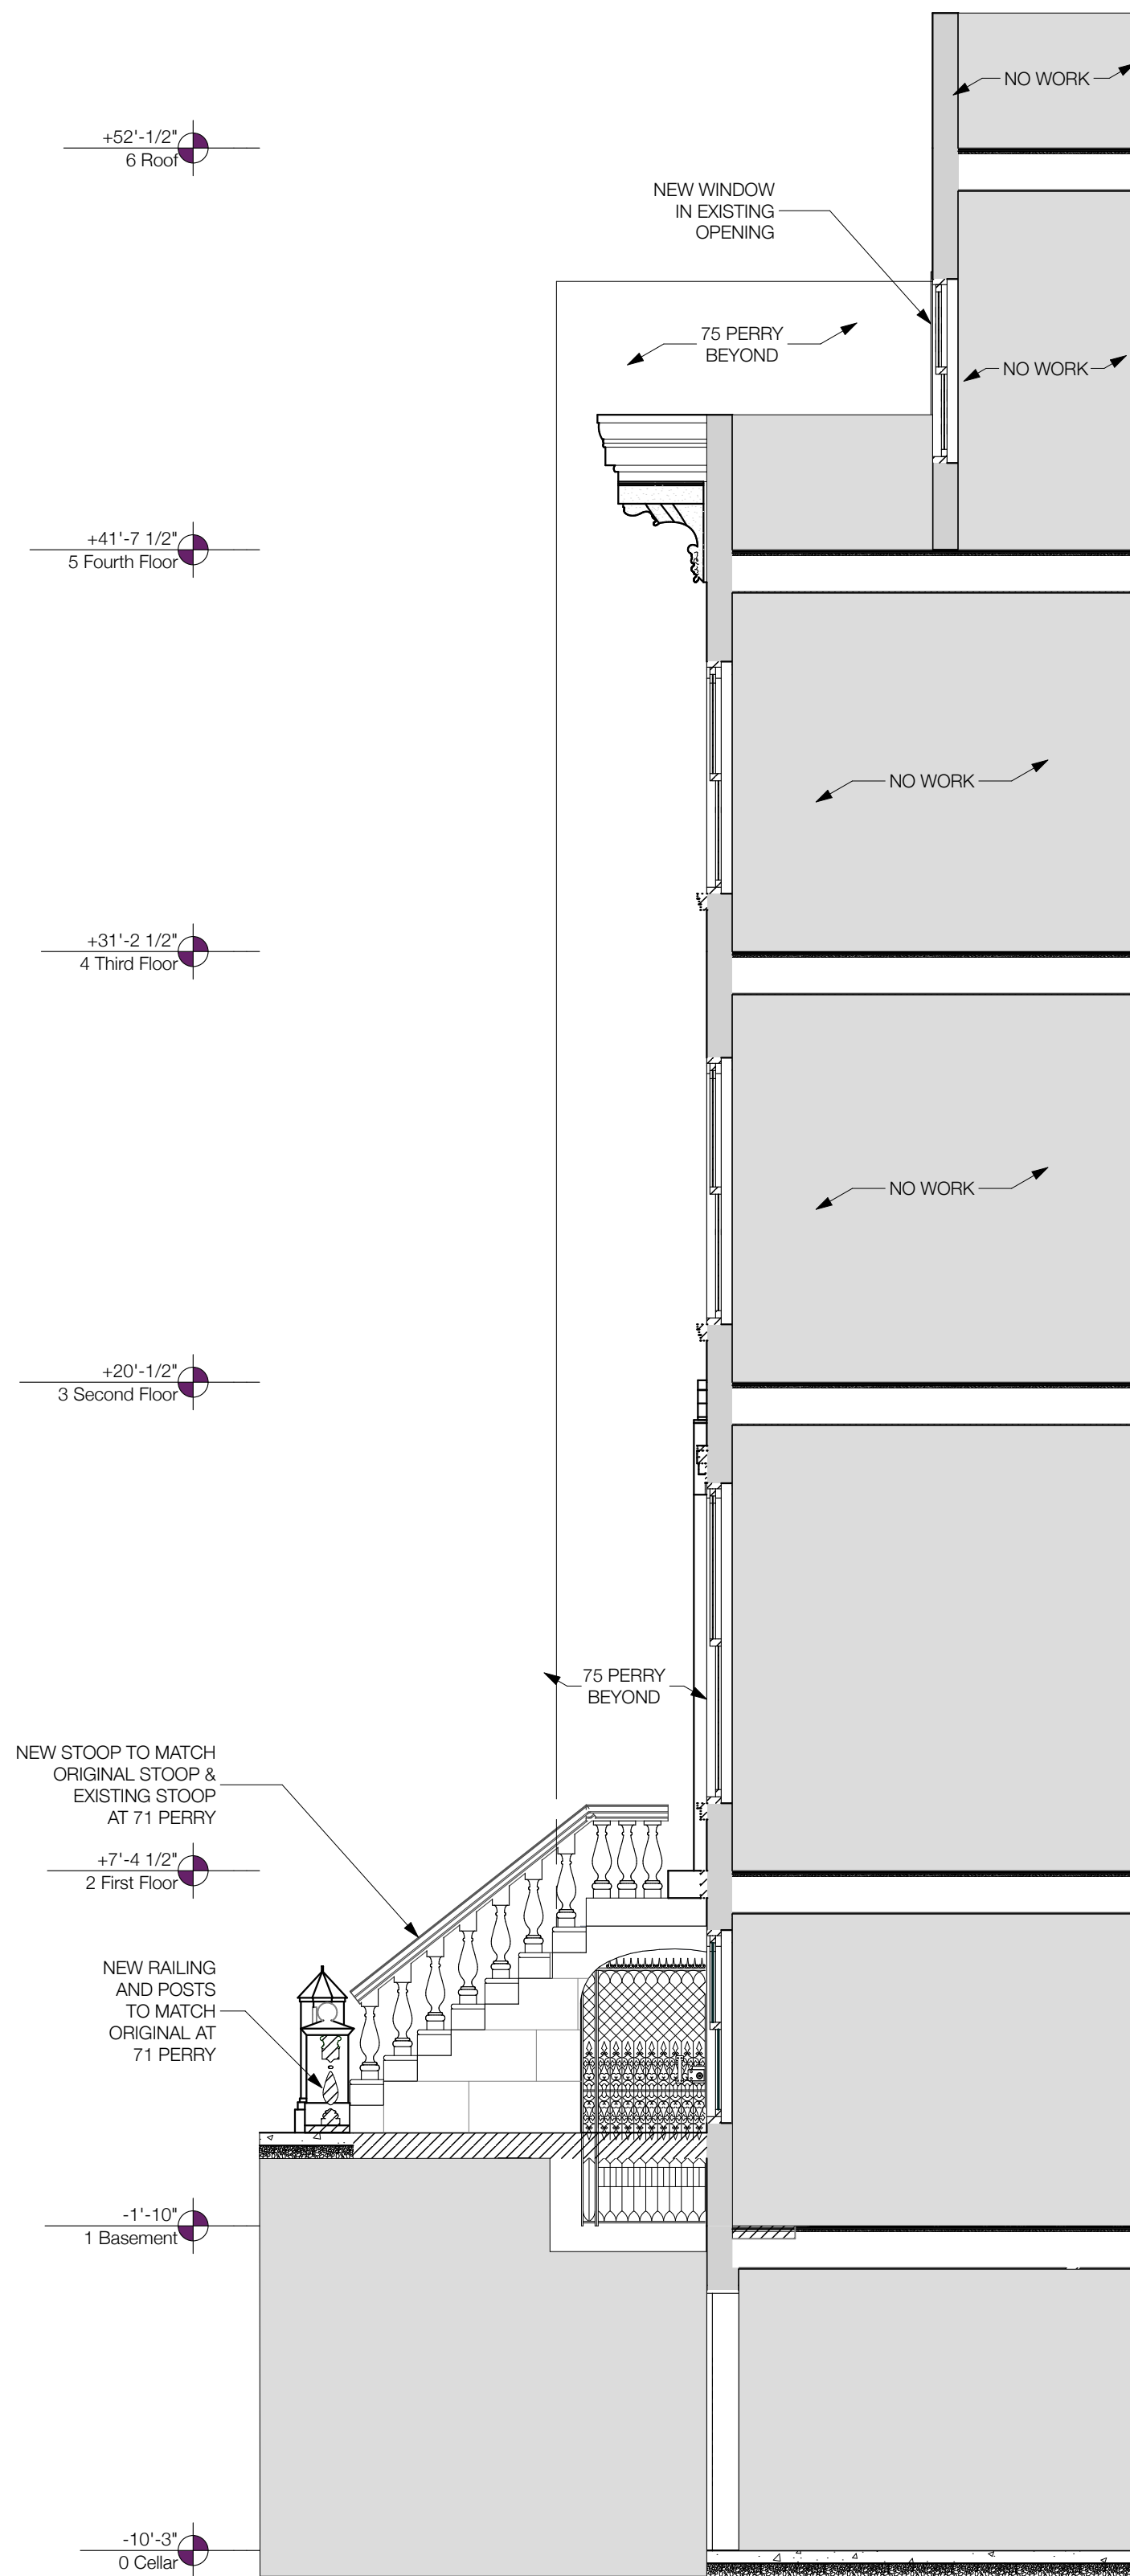 NO WORK
+52'-1/2"
6 Roof
NEW WINDOW
IN EXISTING
OPENING
75 PERRY
BEYOND
NO WORK
+41'-7 1/2"
5 Fourth Floor
NO WORK
+31'-2 1/2"
4 Third Floor
NO WORK
+20'-1/2"
3 Second Floor
75 PERRY
BEYOND
NEW STOOP TO MATCH
ORIGINAL STOOP &
EXISTING STOOP
AT 71 PERRY
+7'-4 1/2"
2 First Floor
NEW RAILING
AND POSTS
TO MATCH
ORIGINAL AT
71 PERRY
-1'-10"
1 Basement
-10'-3"
0 Cellar